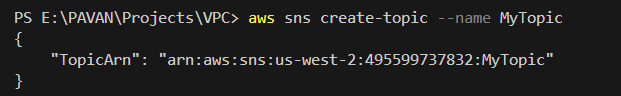 PS E:\PAVAN\Projects\VPC> aws sns create-topic --name MyTopic
{
    "TopicArn": "arn:aws:sns:us-west-2:495599737832:MyTopic"
}